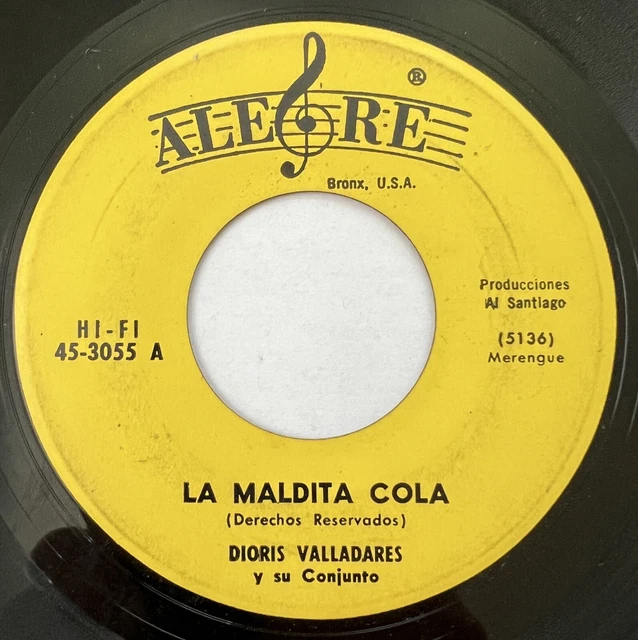 ALEGRE ®
Bronx, U.S.A.
Producciones
Al Santiago
HI-FI
45-3055 A
(5136)
Merengue
LA MALDITA COLA
(Derechos Reservados)
DIORIS VALLADARES
y su Conjunto